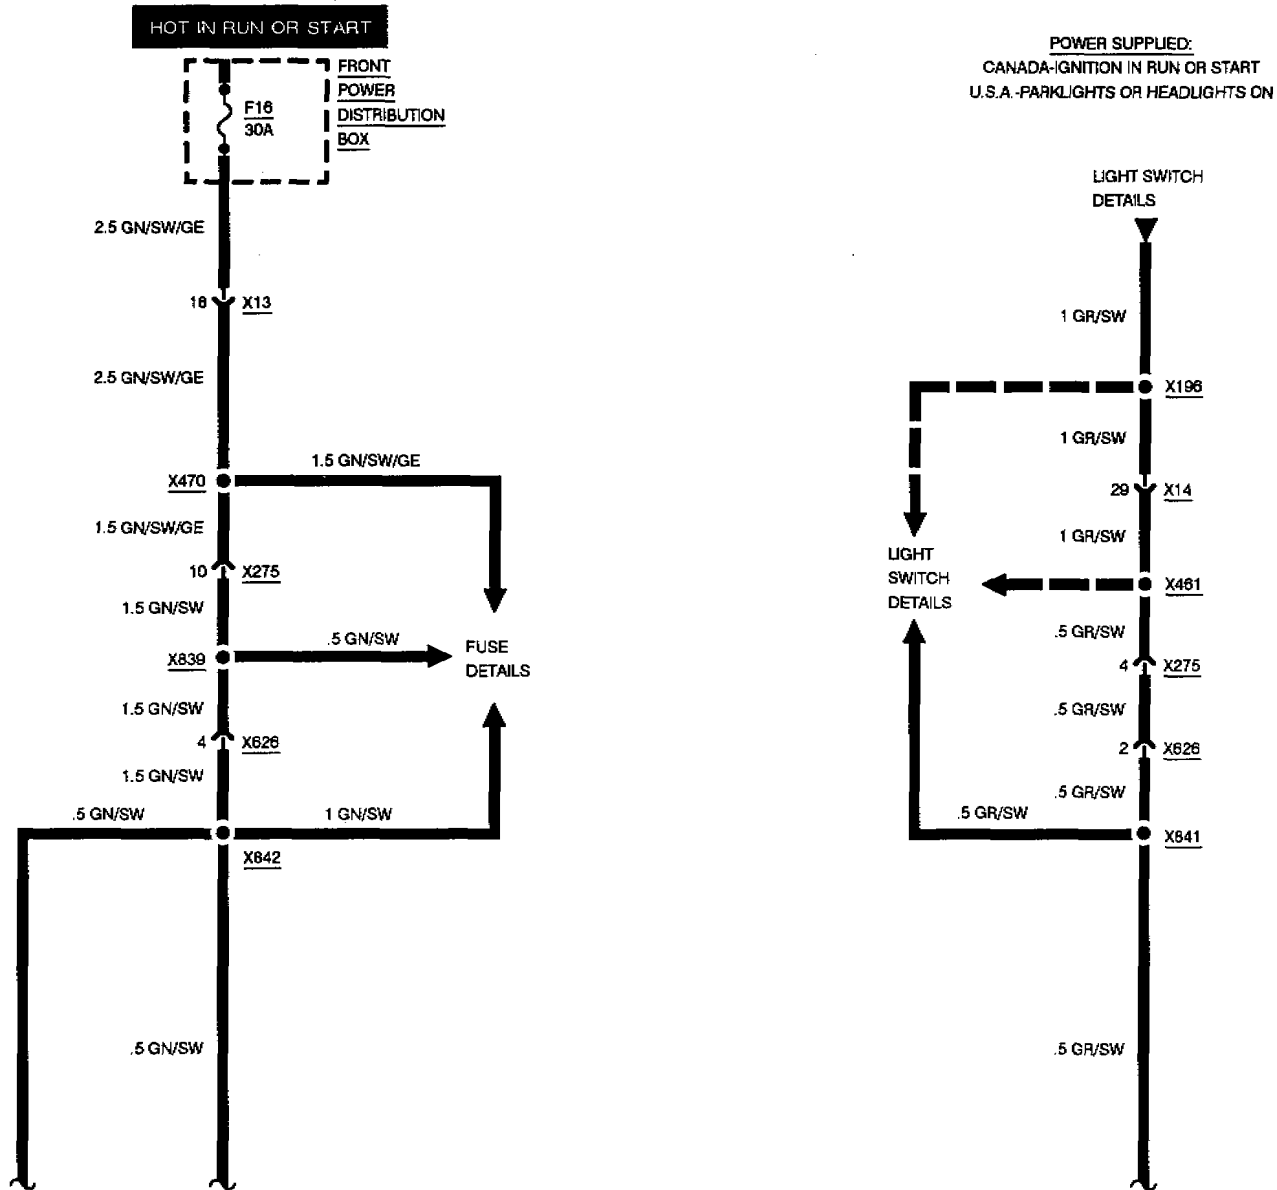 HOT IN RUN OR START
FRONT
POWER
DISTRIBUTION
BOX
F16
30A
POWER SUPPLIED:
CANADA-IGNITION IN RUN OR START
U.S.A.-PARKLIGHTS OR HEADLIGHTS ON
LIGHT SWITCH
DETAILS
2.5 GN/SW/GE
16 X13
2.5 GN/SW/GE
X470
1.5 GN/SW/GE
1.5 GN/SW/GE
10 X275
1.5 GN/SW
X839
.5 GN/SW
FUSE
DETAILS
1.5 GN/SW
4 X626
1.5 GN/SW
.5 GN/SW
1 GN/SW
X642
.5 GN/SW
1 GR/SW
X196
1 GR/SW
29 X14
1 GR/SW
LIGHT
SWITCH
DETAILS
X461
.5 GR/SW
4 X275
.5 GR/SW
2 X626
.5 GR/SW
.5 GR/SW
X641
.5 GR/SW